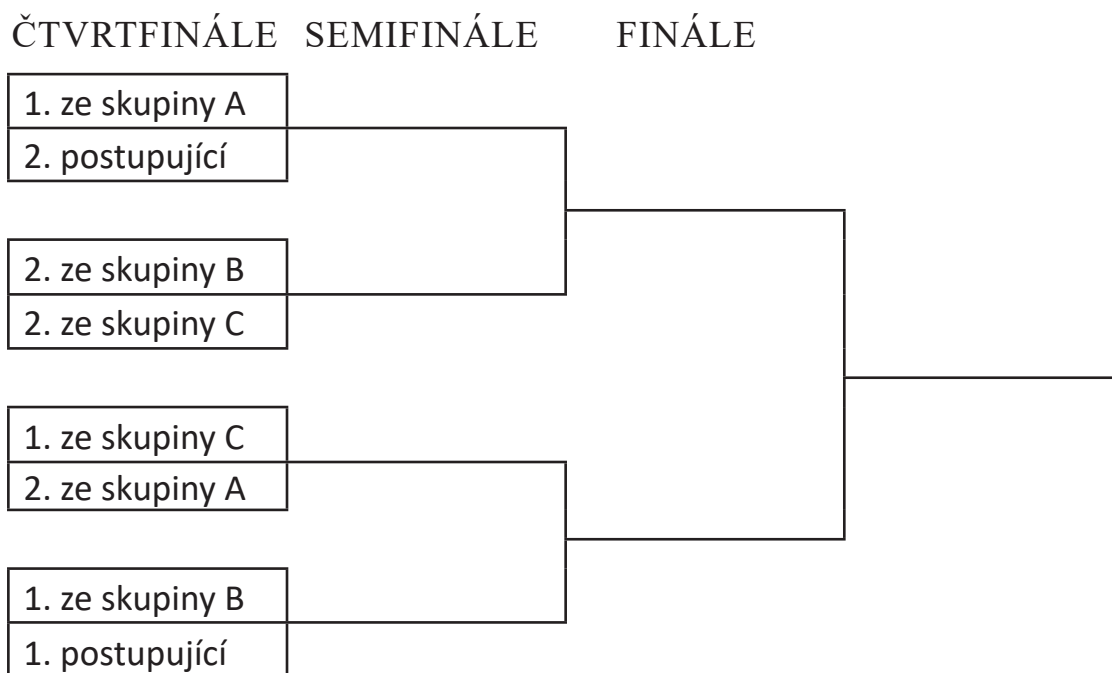 ČTVRTFINÁLE SEMIFINÁLE FINÁLE
1. ze skupiny A
2. postupující
2. ze skupiny B
2. ze skupiny C
1. ze skupiny C
2. ze skupiny A
1. ze skupiny B
1. postupující